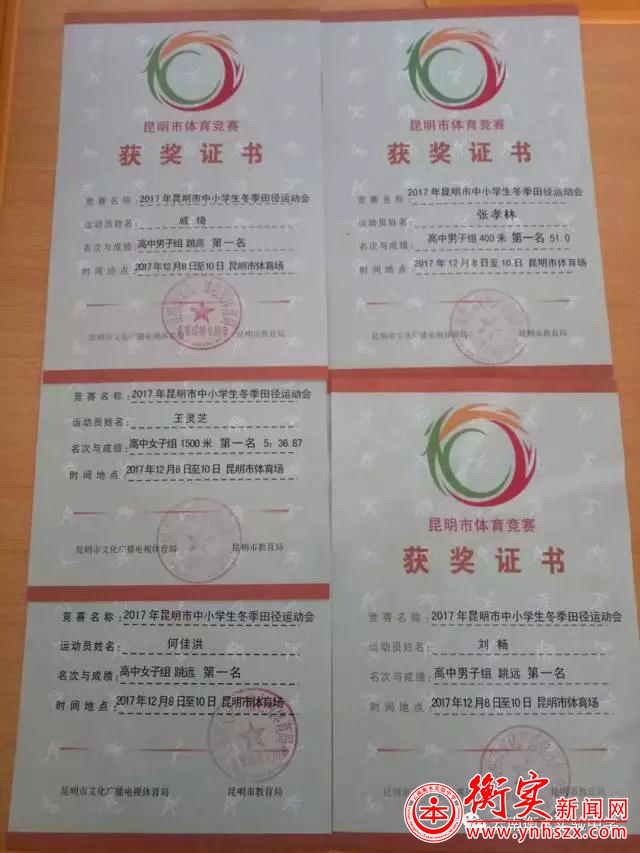 昆明市体育竞赛
获奖证书
竞赛名称：2017年昆明市中小学生冬季田径运动会
运动员姓名：戚琦
名次与成绩：高中男子组 跳高 第一名
时间地点：2017年12月8日至10日 昆明市体育场
昆明市文化广播电视体育局 昆明市教育局
昆明市体育竞赛
获奖证书
竞赛名称：2017年昆明市中小学生冬季田径运动会
运动员姓名：张孝林
名次与成绩：高中男子组400米 第一名 51.0
时间地点：2017年12月8日至10日 昆明市体育场
昆明市文化广播电视体育局 昆明市教育局
竞赛名称：2017年昆明市中小学生冬季田径运动会
运动员姓名：王灵芝
名次与成绩：高中女子组1500米 第一名 5：36.87
时间地点：2017年12月8日至10日 昆明市体育场
昆明市文化广播电视体育局 昆明市教育局
昆明市体育竞赛
获奖证书
竞赛名称：2017年昆明市中小学生冬季田径运动会
运动员姓名：刘畅
名次与成绩：高中男子组 跳远 第一名
时间地点：2017年12月8日至10日 昆明市体育场
昆明市文化广播电视体育局
竞赛名称：2017年昆明市中小学生冬季田径运动会
运动员姓名：何佳洪
名次与成绩：高中女子组 跳远 第一名
时间地点：2017年12月8日至10日 昆明市体育场
昆明市文化广播电视体育局 昆明市教育局
衡实新闻网
www.ynhszx.com